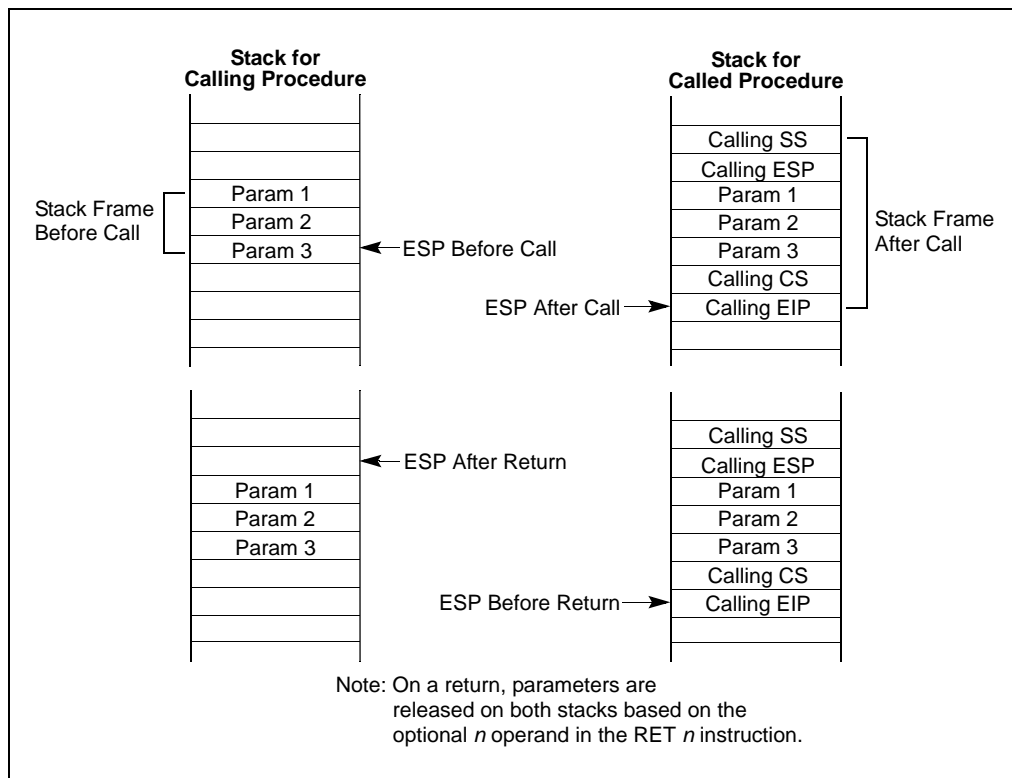 Stack for
Calling Procedure
Stack for
Called Procedure
Stack Frame
Before Call
Param 1
Param 2
Param 3
ESP Before Call
Calling SS
Calling ESP
Param 1
Param 2
Param 3
Calling CS
Calling EIP
ESP After Call
Stack Frame
After Call
ESP After Return
Param 1
Param 2
Param 3
Calling SS
Calling ESP
Param 1
Param 2
Param 3
Calling CS
Calling EIP
ESP Before Return
Note: On a return, parameters are
released on both stacks based on the
optional n operand in the RET n instruction.